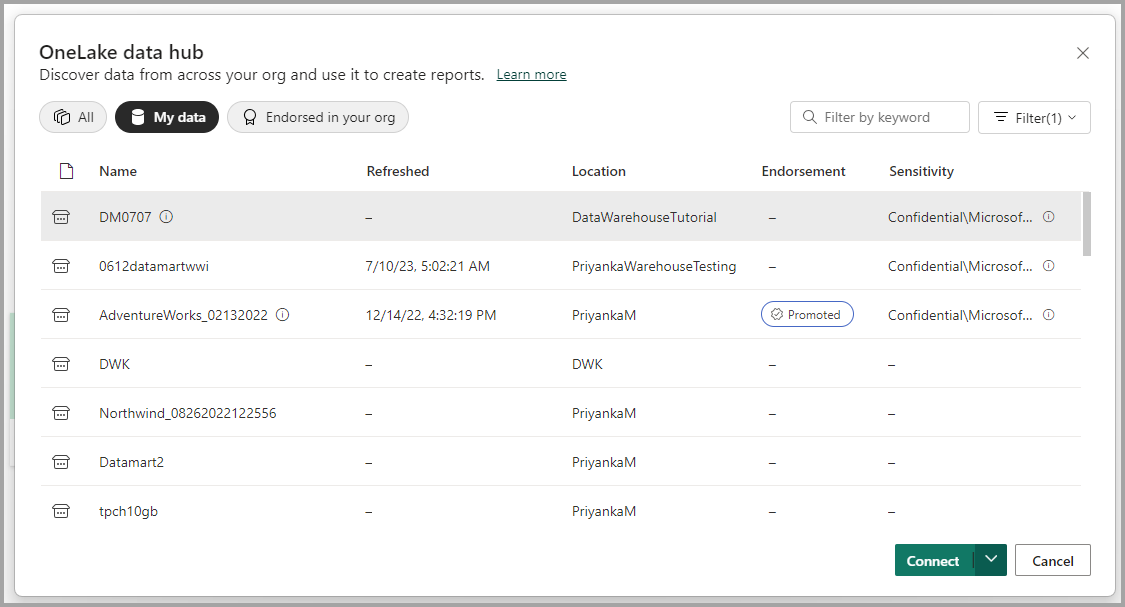 OneLake data hub
Discover data from across your org and use it to create reports. Learn more
All My data Endorsed in your org Filter by keyword Filter(1)
Name Refreshed Location Endorsement Sensitivity
DM0707 – DataWarehouseTutorial – Confidential\Microsof...
0612datamartwwi 7/10/23, 5:02:21 AM PriyankaWarehouseTesting – Confidential\Microsof...
AdventureWorks_02132022 12/14/22, 4:32:19 PM PriyankaM Promoted Confidential\Microsof...
DWK – DWK – –
Northwind_08262022122556 – PriyankaM – –
Datamart2 – PriyankaM – –
tpch10gb – PriyankaM – –
Connect Cancel